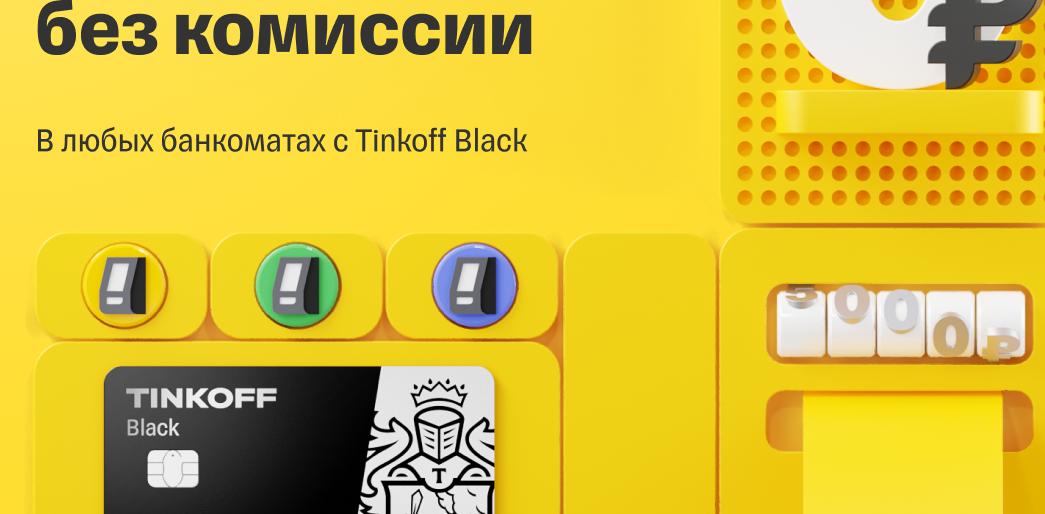 без комиссии
В любых банкоматах с Tinkoff Black
5000₽
TINKOFF
Black
T